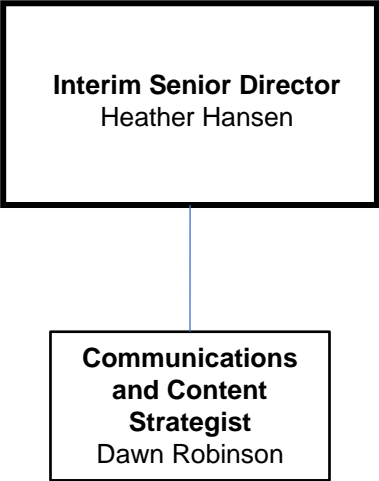 Interim Senior Director
Heather Hansen
Communications
and Content
Strategist
Dawn Robinson